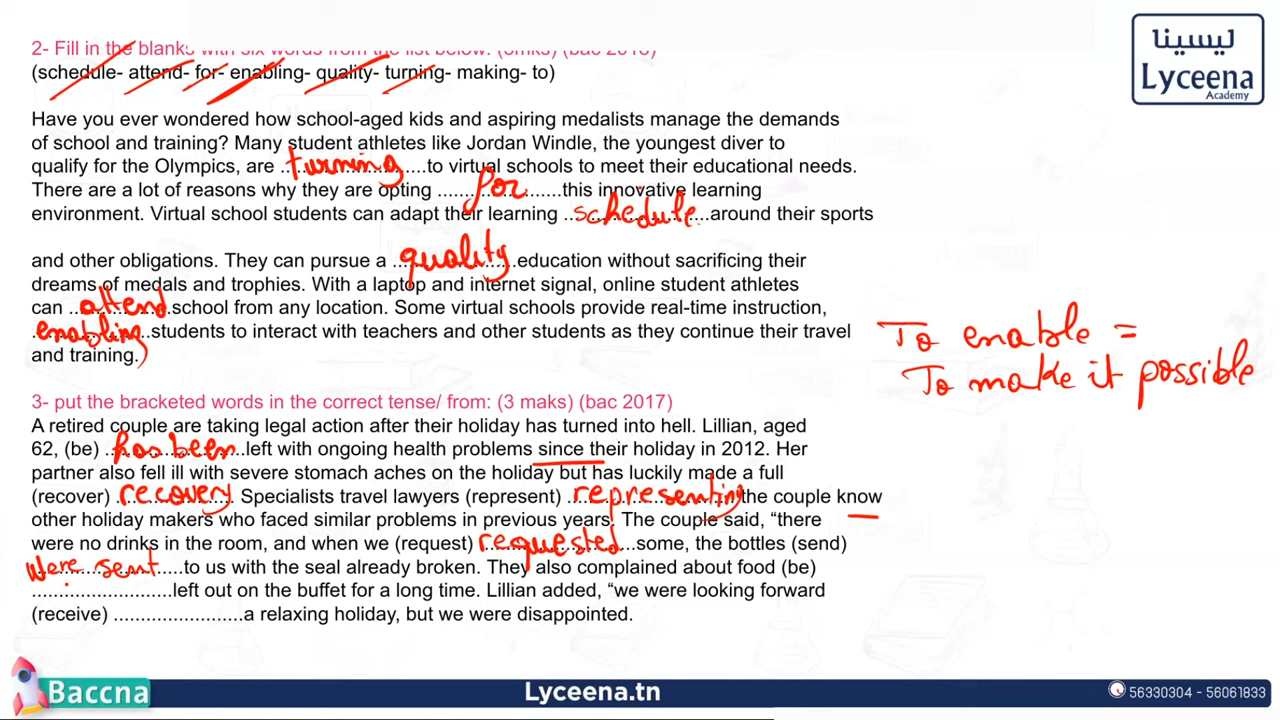 2- Fill in the blanks with six words from the list below: (3mks) (bac 2018)
(schedule- attend- for- enabling- quality- turning- making- to)
ليسينا
Lyceena
Academy
Have you ever wondered how school-aged kids and aspiring medalists manage the demands
of school and training? Many student athletes like Jordan Windle, the youngest diver to
qualify for the Olympics, are turning to virtual schools to meet their educational needs.
There are a lot of reasons why they are opting for this innovative learning
environment. Virtual school students can adapt their learning schedule around their sports
and other obligations. They can pursue a quality education without sacrificing their
dreams of medals and trophies. With a laptop and internet signal, online student athletes
can attend school from any location. Some virtual schools provide real-time instruction,
enabling students to interact with teachers and other students as they continue their travel
and training.)
To enable =
To make it possible
3- put the bracketed words in the correct tense/ from: (3 maks) (bac 2017)
A retired couple are taking legal action after their holiday has turned into hell. Lillian, aged
62, (be) has been left with ongoing health problems since their holiday in 2012. Her
partner also fell ill with severe stomach aches on the holiday but has luckily made a full
(recover) recovery. Specialists travel lawyers (represent) representing the couple know
other holiday makers who faced similar problems in previous years. The couple said, “there
were no drinks in the room, and when we (request) requested some, the bottles (send)
were sent to us with the seal already broken. They also complained about food (be)
........................left out on the buffet for a long time. Lillian added, “we were looking forward
(receive) ........................a relaxing holiday, but we were disappointed.
Baccna
Lyceena.tn
56330304 - 56061833